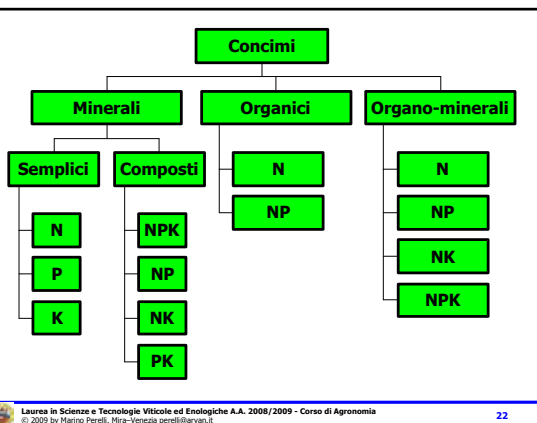 Concimi
Minerali
Organici
Organo-minerali
Semplici
Composti
N
P
K
NPK
NP
NK
PK
N
NP
N
NP
NK
NPK
Laurea in Scienze e Tecnologie Viticole ed Enologiche A.A. 2008/2009 - Corso di Agronomia
© 2009 by Marino Perelli, Mira–Venezia perelli@arvan.it
22